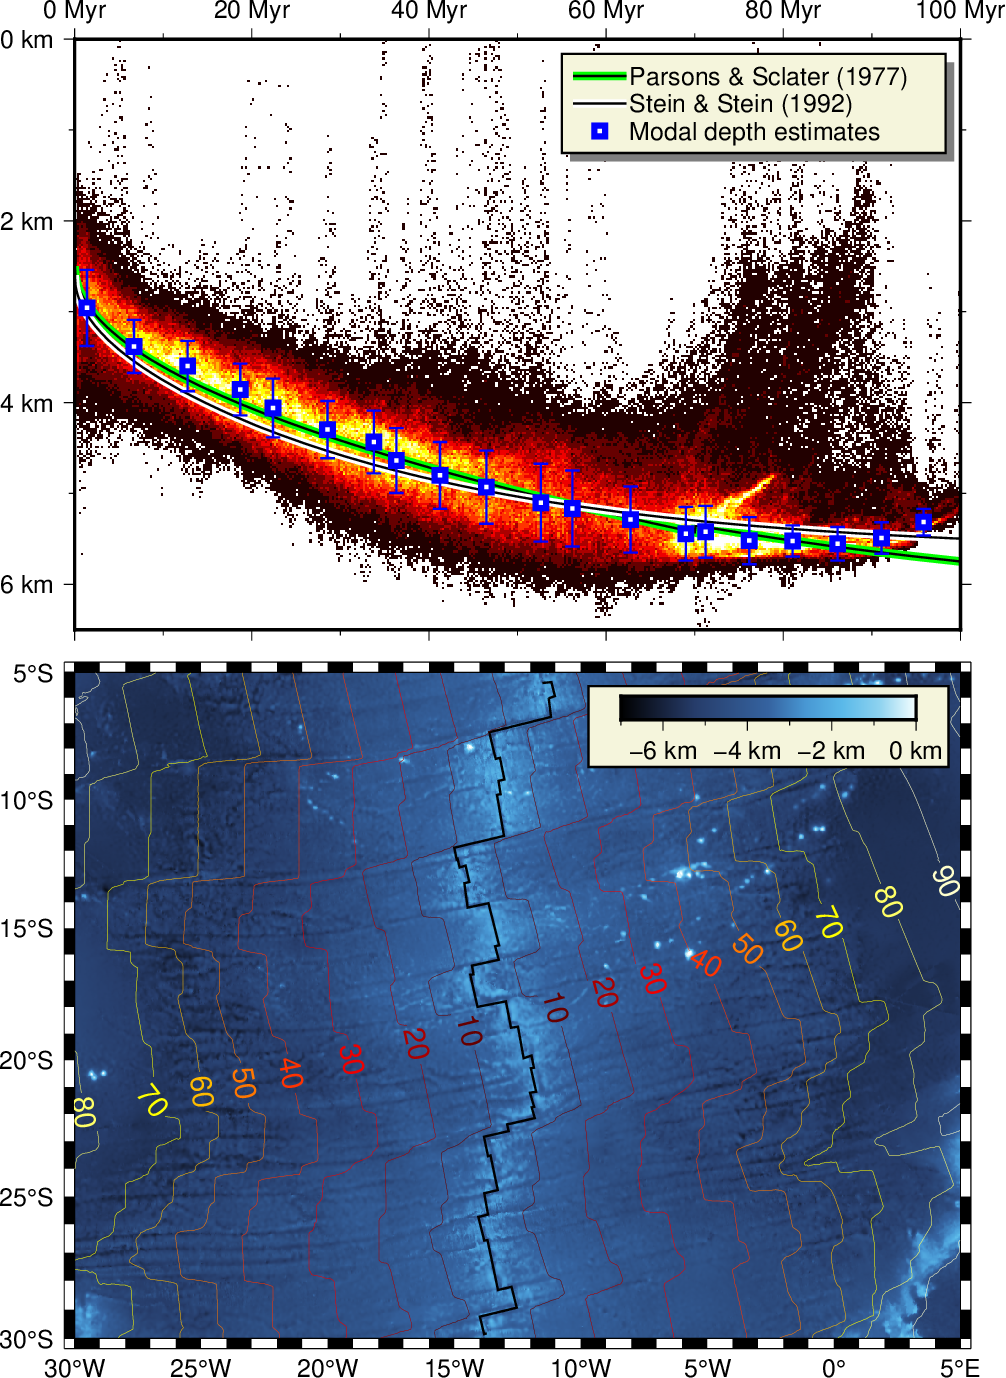 0 Myr 20 Myr 40 Myr 60 Myr 80 Myr 100 Myr
0 km
Parsons & Sclater (1977)
Stein & Stein (1992)
Modal depth estimates
2 km
4 km
6 km
5°S
−6 km −4 km −2 km 0 km
10°S
90
80
15°S
70
60
50
40
30
20
10
10
20
20°S
30
40
50
60
70
80
25°S
30°S
30°W 25°W 20°W 15°W 10°W 5°W 0° 5°E